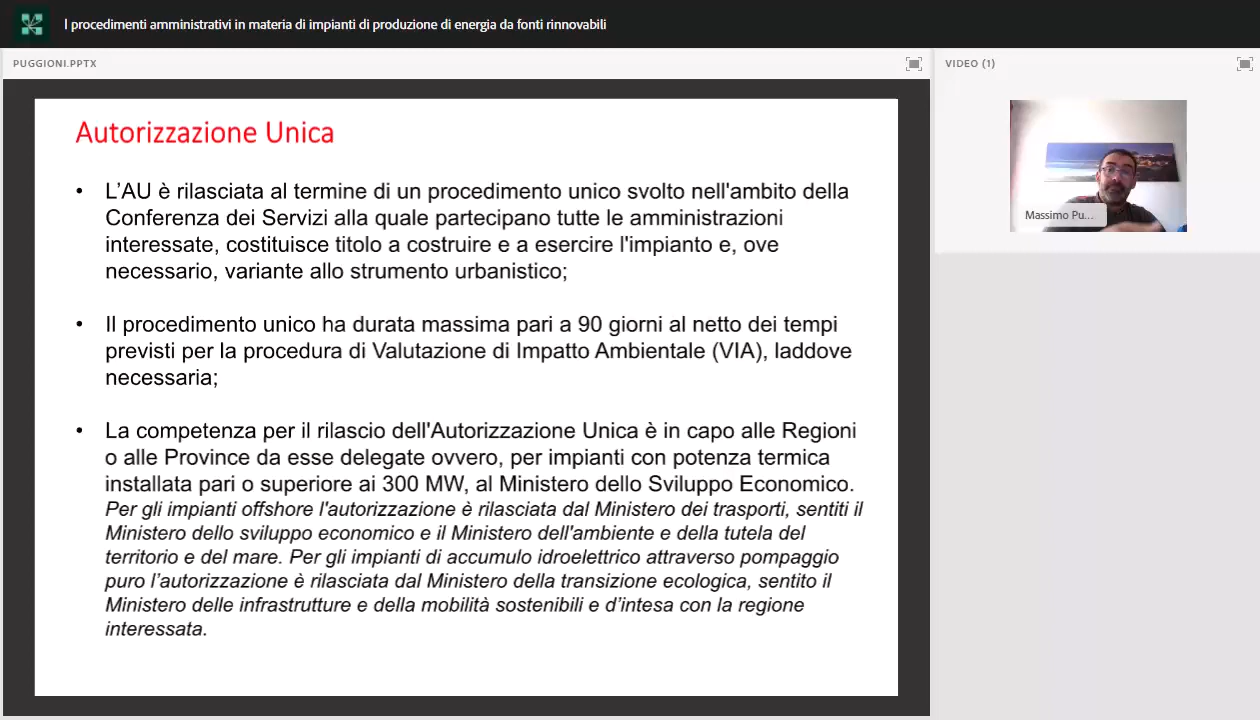 I procedimenti amministrativi in materia di impianti di produzione di energia da fonti rinnovabili
PUGGIONI.PPTX
VIDEO (1)
Autorizzazione Unica
• L'AU è rilasciata al termine di un procedimento unico svolto nell'ambito della
Conferenza dei Servizi alla quale partecipano tutte le amministrazioni
interessate, costituisce titolo a costruire e a esercire l'impianto e, ove
necessario, variante allo strumento urbanistico;
• Il procedimento unico ha durata massima pari a 90 giorni al netto dei tempi
previsti per la procedura di Valutazione di Impatto Ambientale (VIA), laddove
necessaria;
• La competenza per il rilascio dell'Autorizzazione Unica è in capo alle Regioni
o alle Province da esse delegate ovvero, per impianti con potenza termica
installata pari o superiore ai 300 MW, al Ministero dello Sviluppo Economico.
Per gli impianti offshore l'autorizzazione è rilasciata dal Ministero dei trasporti, sentiti il
Ministero dello sviluppo economico e il Ministero dell'ambiente e della tutela del
territorio e del mare. Per gli impianti di accumulo idroelettrico attraverso pompaggio
puro l'autorizzazione è rilasciata dal Ministero della transizione ecologica, sentito il
Ministero delle infrastrutture e della mobilità sostenibili e d'intesa con la regione
interessata.
Massimo Pu...